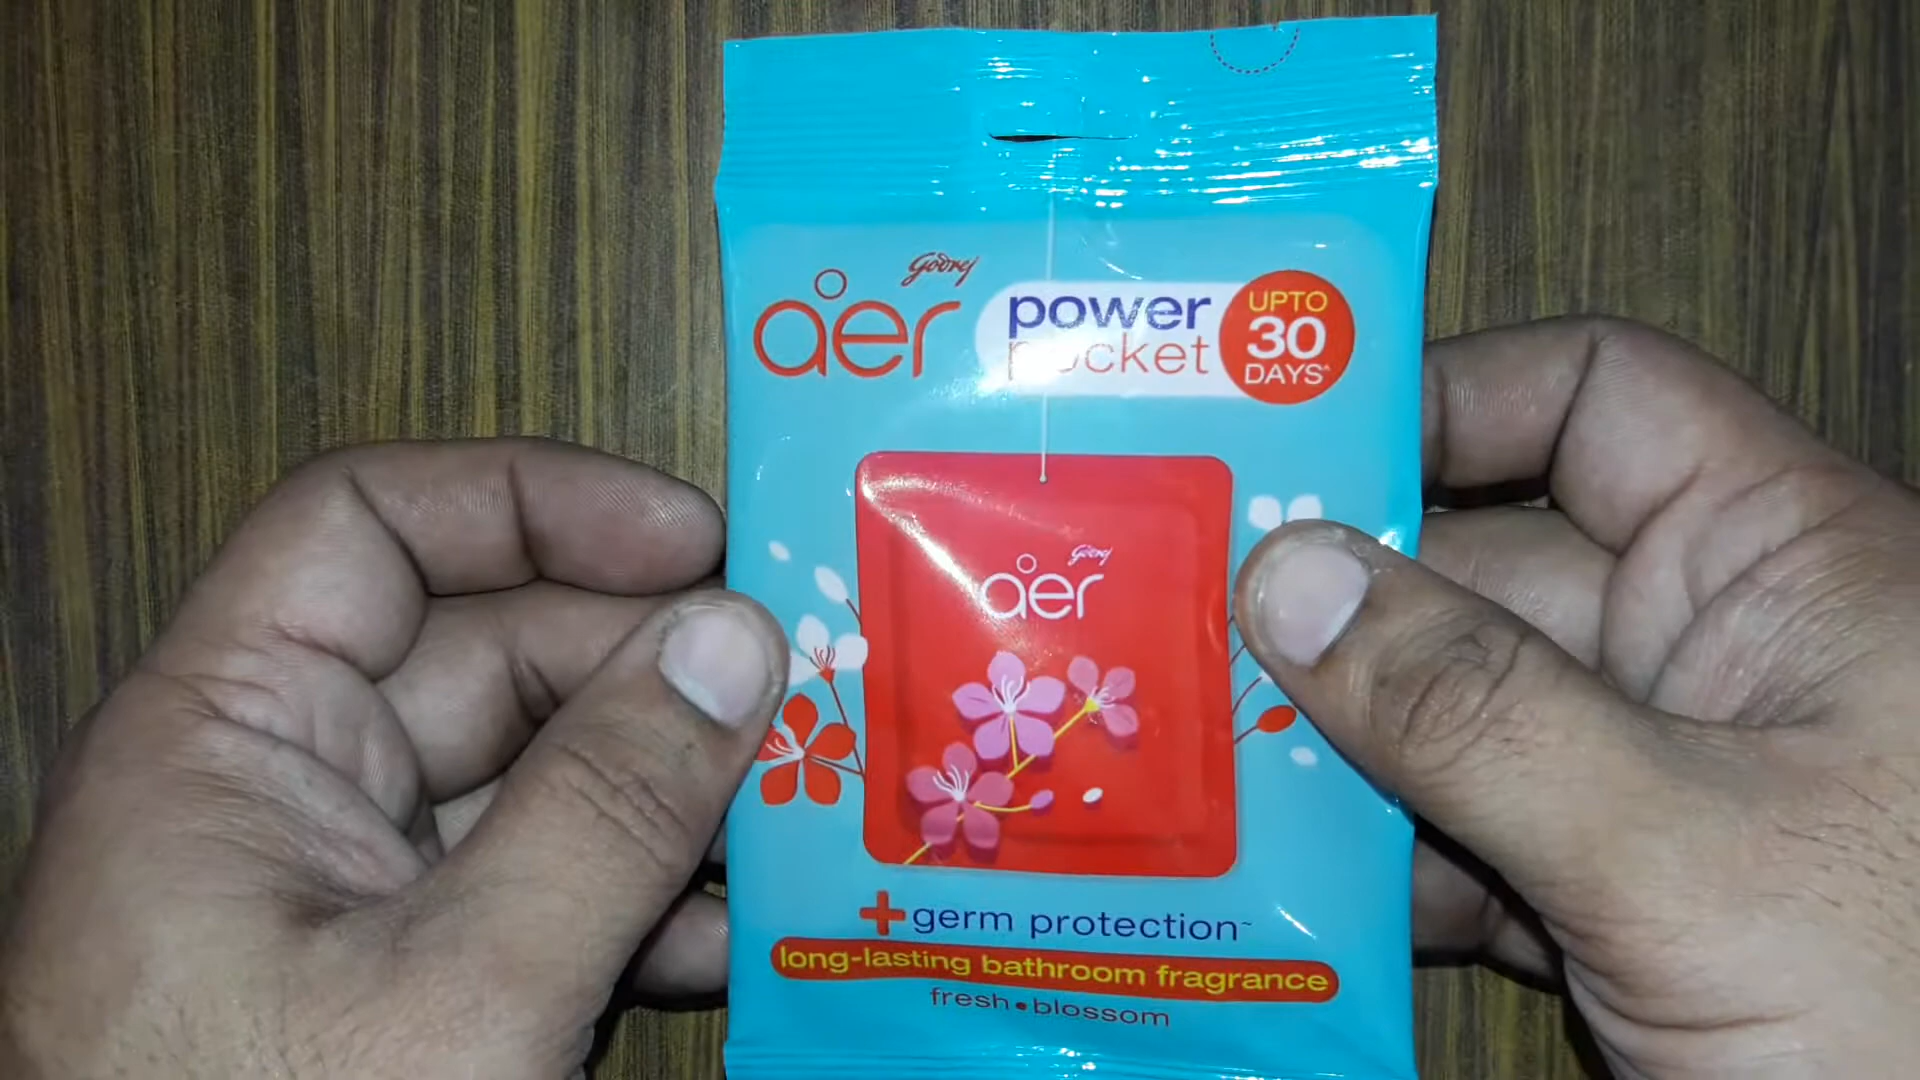 Godrej
aer
power
pocket
UPTO
30
DAYS^
Godrej
aer
+germ protection~
long-lasting bathroom fragrance
fresh•blossom